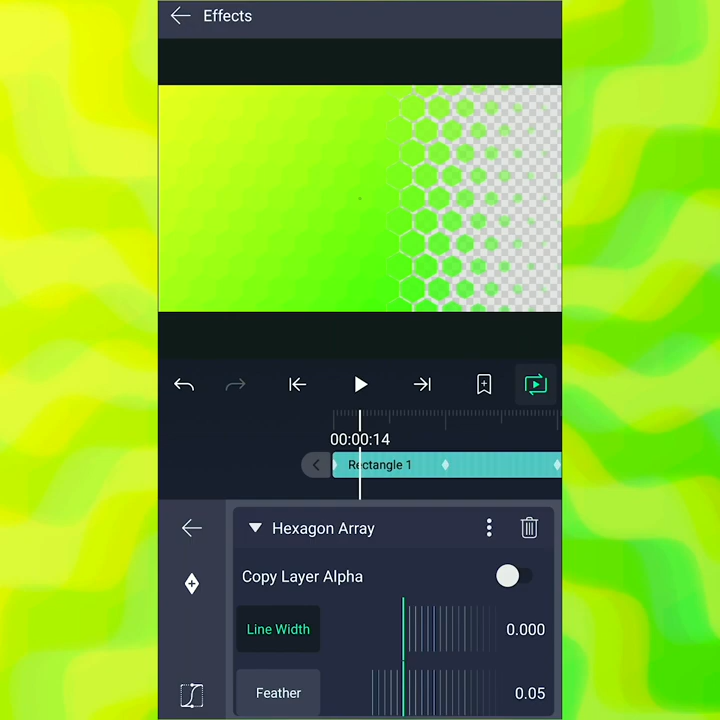 Effects
00:00:14
Rectangle 1
Hexagon Array
Copy Layer Alpha
Line Width 0.000
Feather 0.05